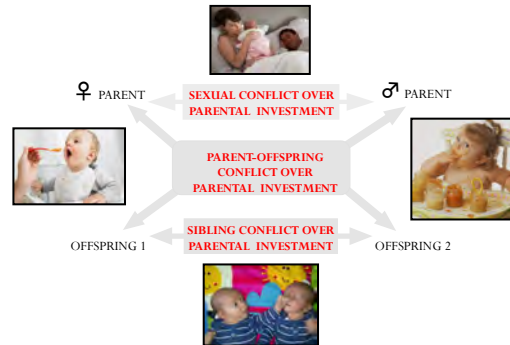 ♀ PARENT
SEXUAL CONFLICT OVER
PARENTAL INVESTMENT
♂ PARENT
PARENT-OFFSPRING
CONFLICT OVER
PARENTAL INVESTMENT
OFFSPRING 1
SIBLING CONFLICT OVER
PARENTAL INVESTMENT
OFFSPRING 2